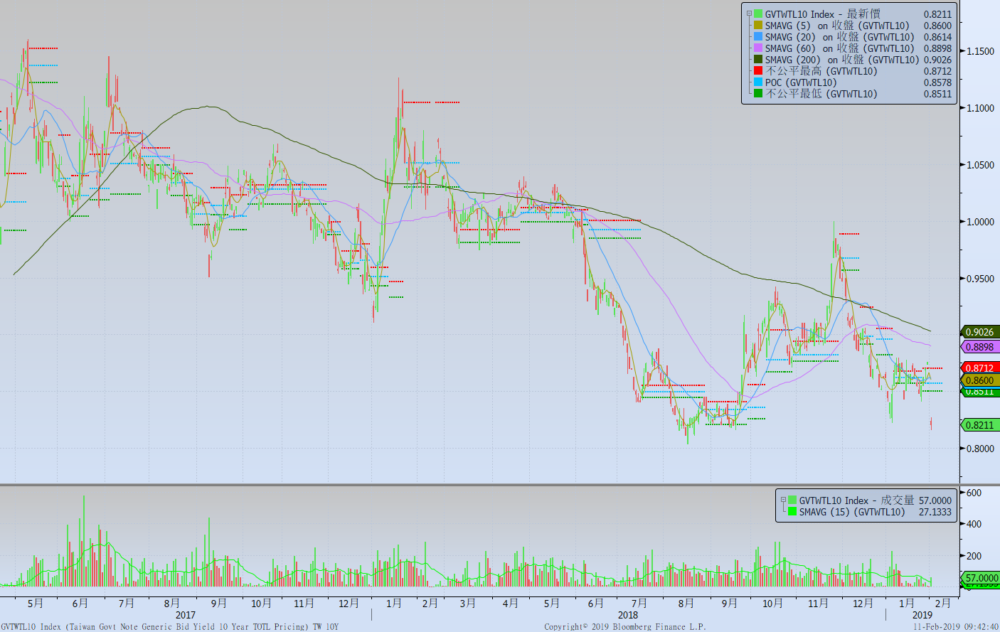 GVTWTL10 Index - 最新價 0.8211
SMAVG (5) on 收盤 (GVTWTL10) 0.8600
SMAVG (20) on 收盤 (GVTWTL10) 0.8614
SMAVG (60) on 收盤 (GVTWTL10) 0.8898
SMAVG (200) on 收盤 (GVTWTL10) 0.9026
不公平最高 (GVTWTL10) 0.8712
POC (GVTWTL10) 0.8578
不公平最低 (GVTWTL10) 0.8511
1.1500
1.1000
1.0500
1.0000
0.9500
0.9026
0.8898
0.8712
0.8600
0.8511
0.8211
0.8000
GVTWTL10 Index - 成交量 57.0000
SMAVG (15) (GVTWTL10) 27.1333
600
400
200
57.0000
27.1333
0
5月 6月 7月 8月 9月 10月 11月 12月 1月 2月 3月 4月 5月 6月 7月 8月 9月 10月 11月 12月 1月 2月
2017 2018 2019
GVTWTL10 Index (Taiwan Govt Note Generic Bid Yield 10 Year TOTL Pricing) TW 10Y Copyright© 2019 Bloomberg Finance L.P. 11-Feb-2019 09:42:40